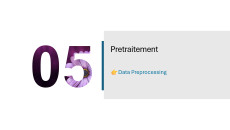 05
Pretraitement
👉 Data Preprocessing